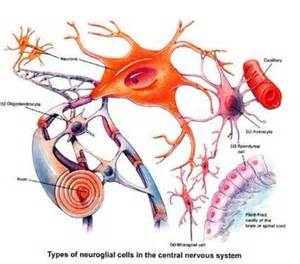 Neurone
Capillary
(b) Oligodendrocyte
(c) Astrocyte
(d) Ependymal
cell
Axon
Fluid-filled
cavity of the
brain or spinal cord
(a) Microglial cell
Types of neuroglial cells in the central nervous system